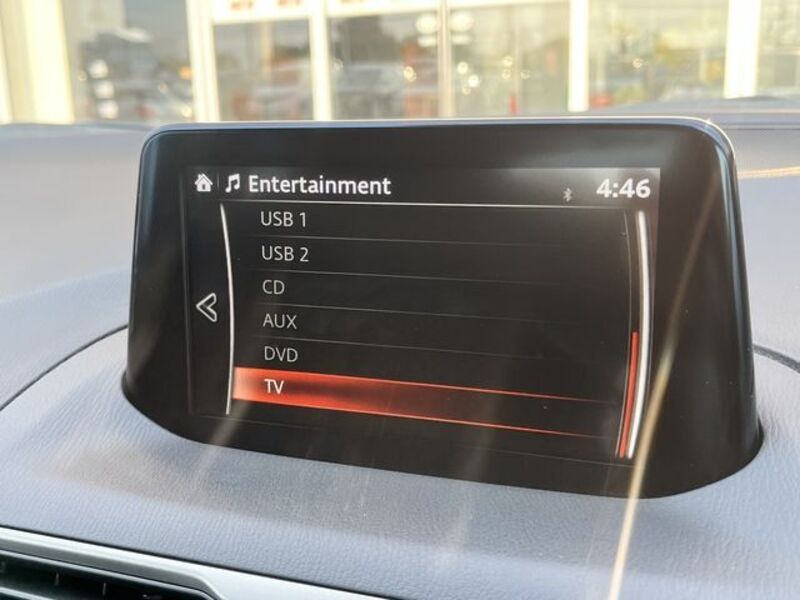 Entertainment 4:46
USB 1
USB 2
CD
AUX
DVD
TV